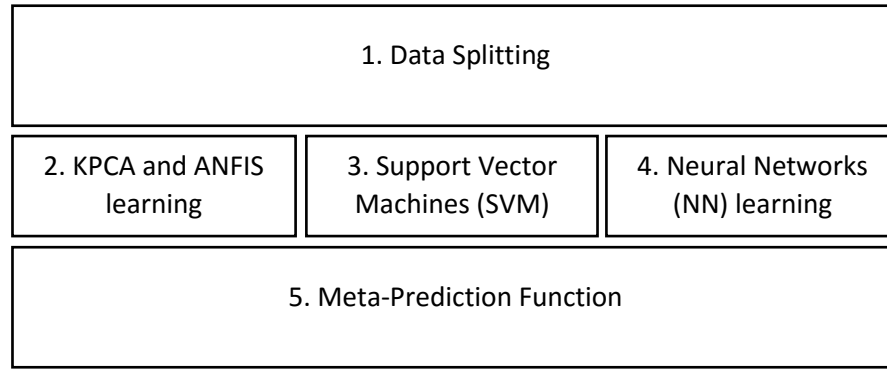 1. Data Splitting
2. KPCA and ANFIS
learning
3. Support Vector
Machines (SVM)
4. Neural Networks
(NN) learning
5. Meta-Prediction Function